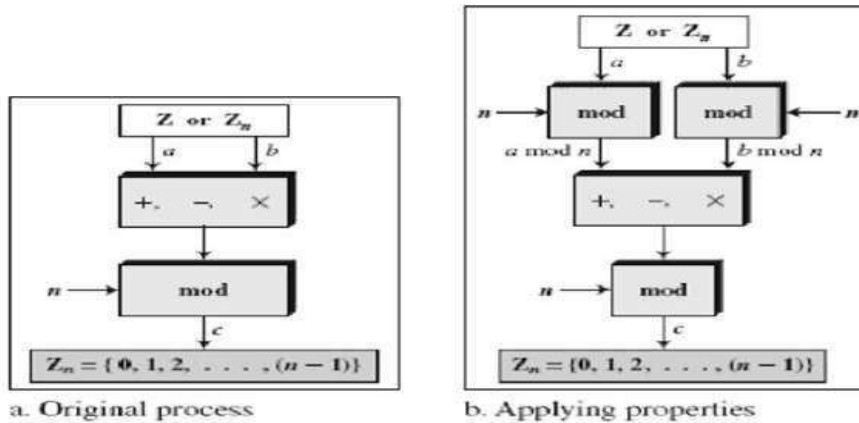 Z or Zn
a b
+, −, ×
n mod
c
Zn = { 0, 1, 2, . . . . , (n − 1)}
a. Original process
Z or Zn
a b
n mod mod n
a mod n b mod n
+, −, ×
n mod
c
Zn = {0, 1, 2, . . . . , (n − 1)}
b. Applying properties